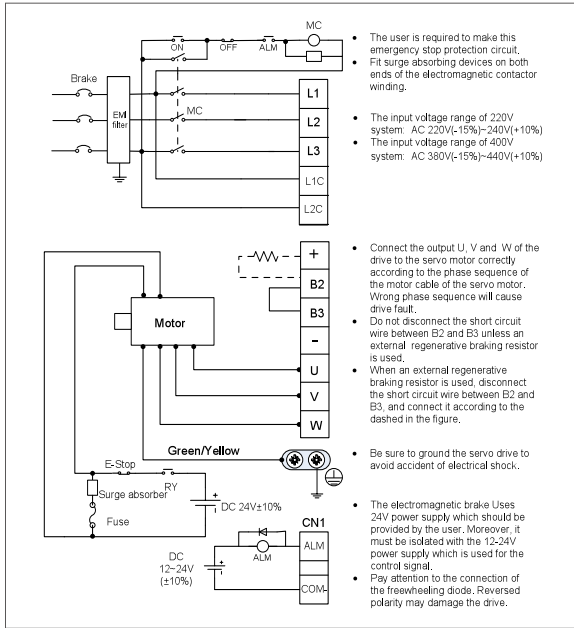 MC
ON
OFF
ALM
Brake
EMI
filter
MC
L1
L2
L3
L1C
L2C
• The user is required to make this
emergency stop protection circuit.
• Fit surge absorbing devices on both
ends of the electromagnetic contactor
winding.
• The input voltage range of 220V
system: AC 220V(-15%)~240V(+10%)
• The input voltage range of 400V
system: AC 380V(-15%)~440V(+10%)
+
B2
B3
-
U
V
W
Motor
• Connect the output U, V and W of the
drive to the servo motor correctly
according to the phase sequence of
the motor cable of the servo motor.
Wrong phase sequence will cause
drive fault.
• Do not disconnect the short circuit
wire between B2 and B3 unless an
external regenerative braking resistor
is used.
• When an external regenerative
braking resistor is used, disconnect
the short circuit wire between B2 and
B3, and connect it according to the
dashed in the figure.
Green/Yellow
• Be sure to ground the servo drive to
avoid accident of electrical shock.
E-Stop
RY
Surge absorber
Fuse
+
DC 24V±10%
CN1
ALM
COM-
ALM
DC
12~24V
(±10%)
+
• The electromagnetic brake Uses
24V power supply which should be
provided by the user. Moreover, it
must be isolated with the 12-24V
power supply which is used for the
control signal.
• Pay attention to the connection of
the freewheeling diode. Reversed
polarity may damage the drive.